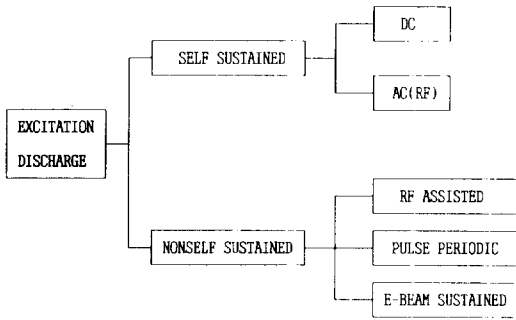 DC
SELF SUSTAINED
AC(RF)
EXCITATION
DISCHARGE
RF ASSISTED
NONSELF SUSTAINED
PULSE PERIODIC
E-BEAM SUSTAINED